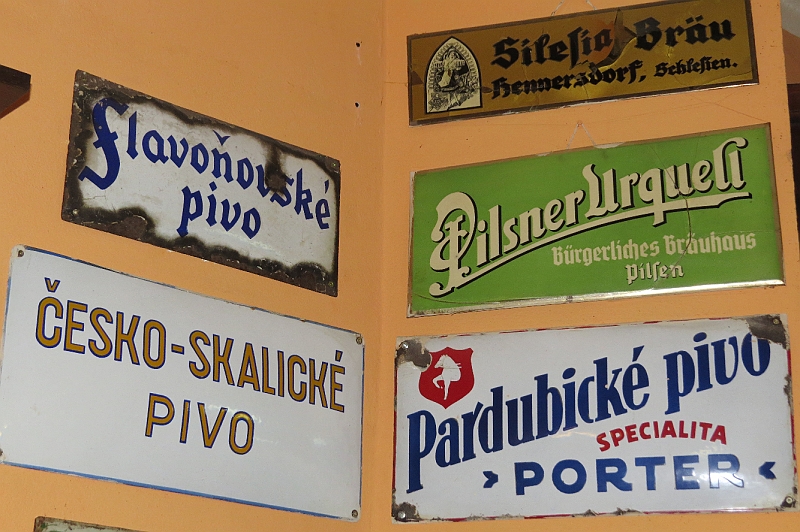 Flavoňovské
pivo
ČESKO-SKALICKÉ
PIVO
Silesia Bräu
Hennersdorf, Schlesien.
Pilsner Urquell
Bürgerliches Bräuhaus
Pilsen
Pardubické pivo
SPECIALITA
PORTER